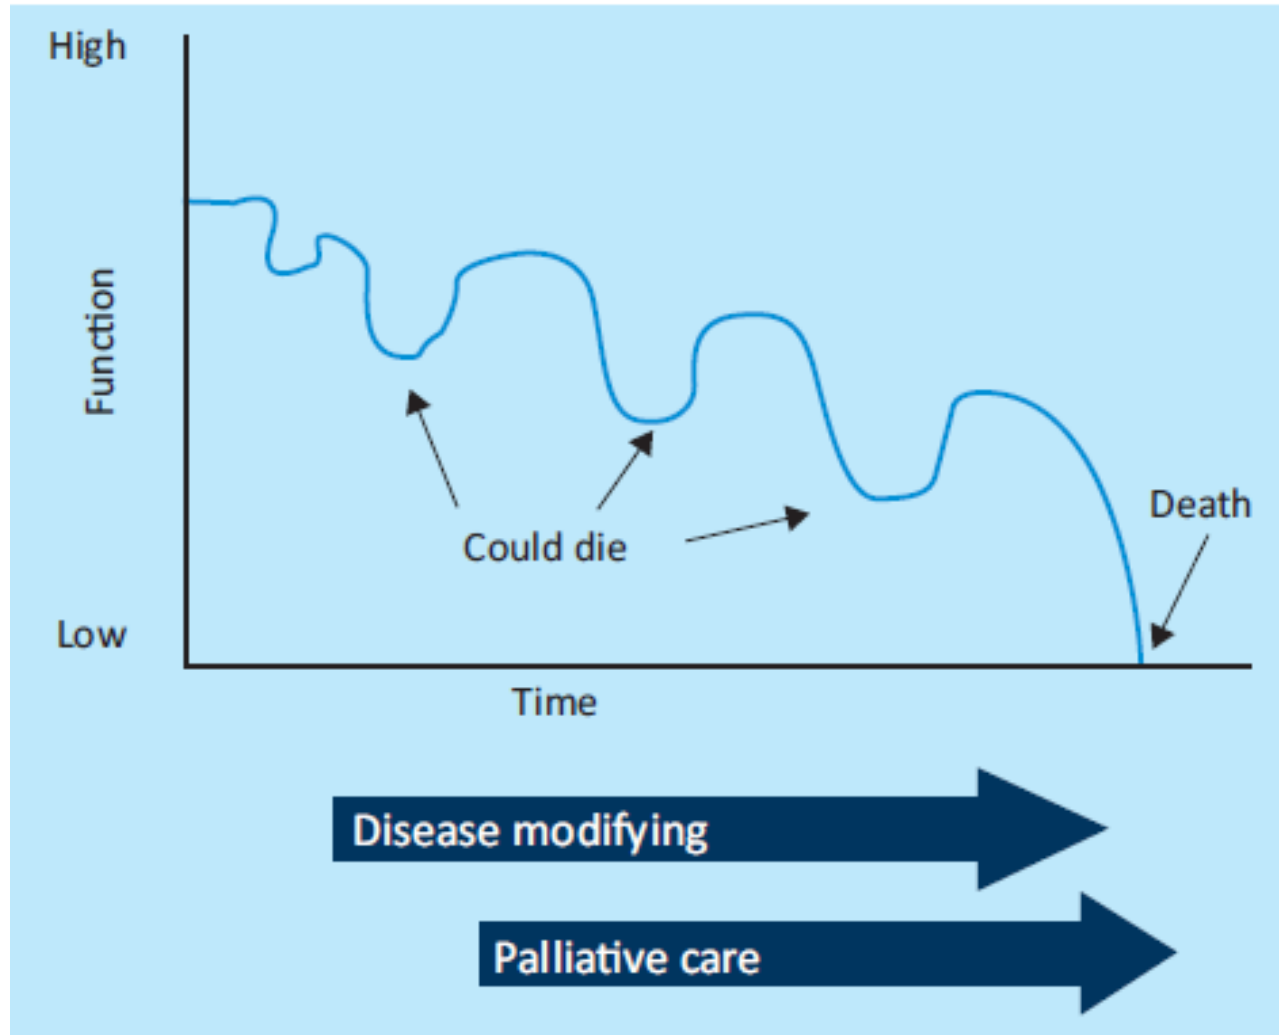 High
Function
Could die
Death
Low
Time
Disease modifying
Palliative care